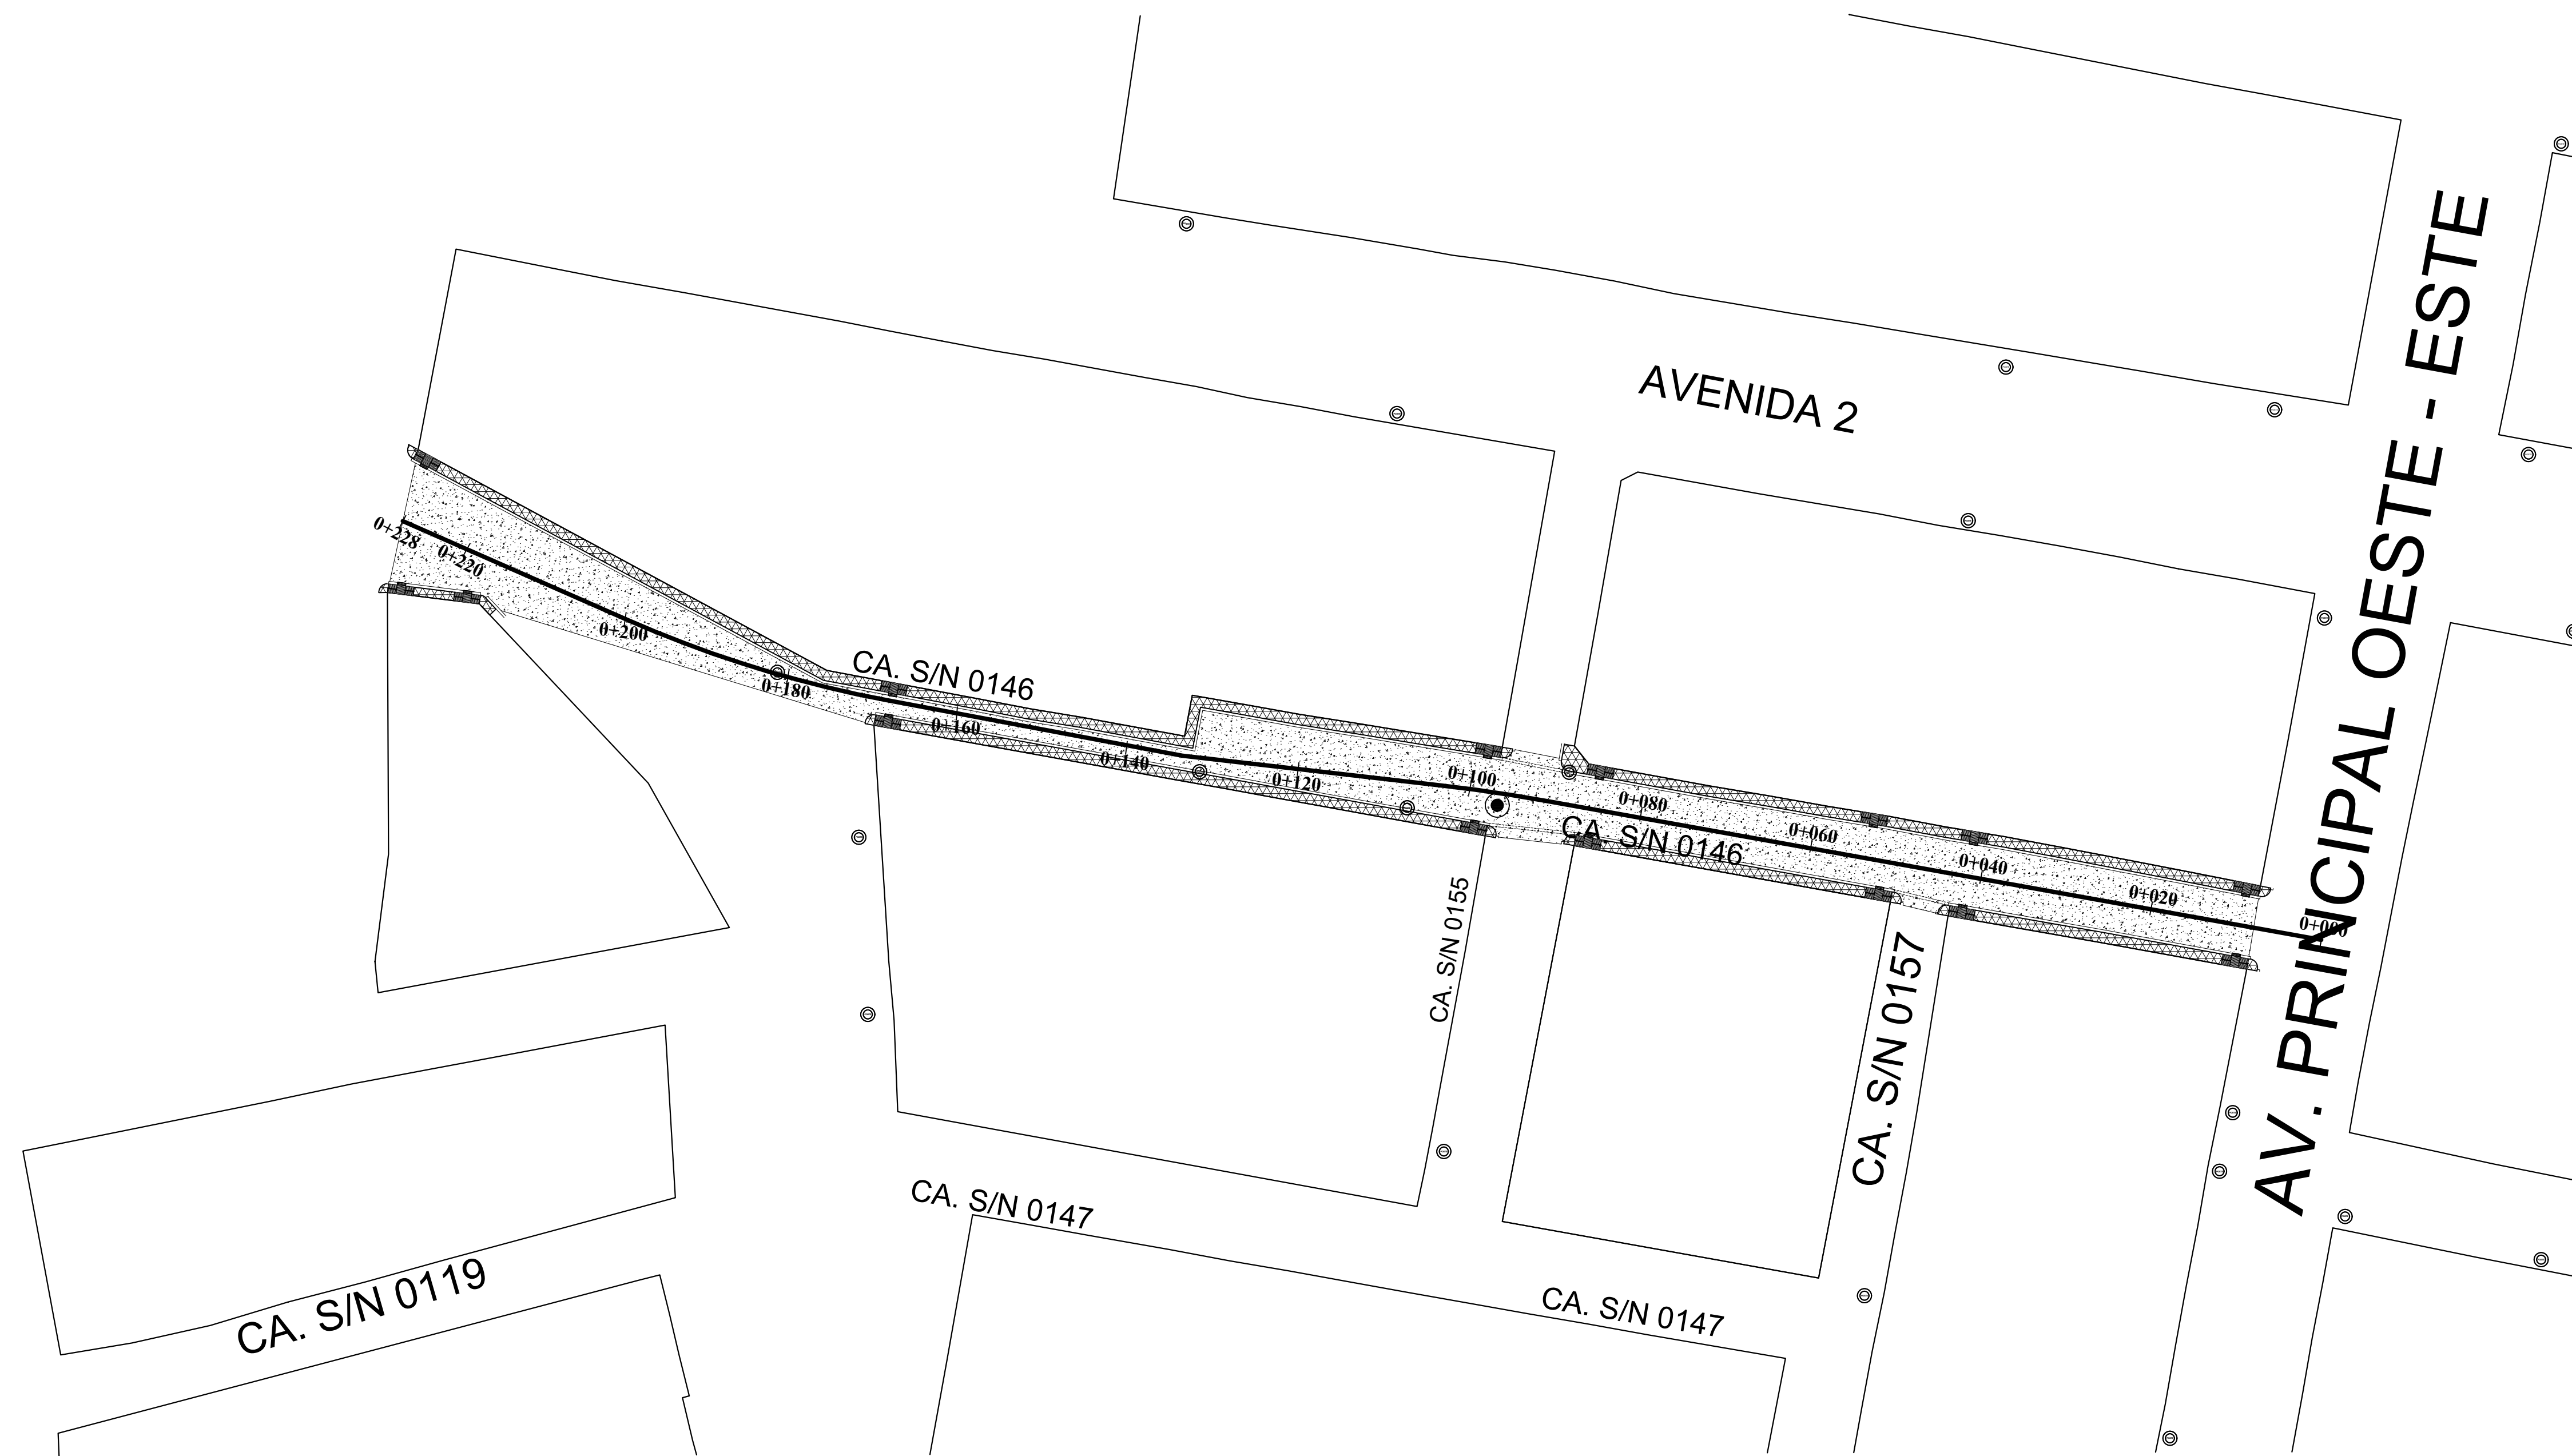 AVENIDA 2
AV. PRINCIPAL OESTE - ESTE
0+228
0+220
0+200
0+180
CA. S/N 0146
0+160
0+140
0+120
0+100
0+080
CA. S/N 0146
0+060
0+040
0+020
0+000
CA. S/N 0155
CA. S/N 0157
CA. S/N 0147
CA. S/N 0147
CA. S/N 0119